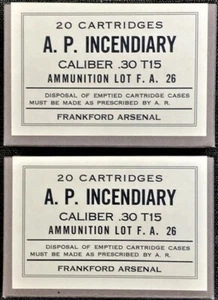 20 CARTRIDGES
A. P. INCENDIARY
CALIBER .30 T15
AMMUNITION LOT F. A. 26
DISPOSAL OF EMPTIED CARTRIDGE CASES
MUST BE MADE AS PRESCRIBED BY A. R.
FRANKFORD ARSENAL
20 CARTRIDGES
A. P. INCENDIARY
CALIBER .30 T15
AMMUNITION LOT F. A. 26
DISPOSAL OF EMPTIED CARTRIDGE CASES
MUST BE MADE AS PRESCRIBED BY A. R.
FRANKFORD ARSENAL